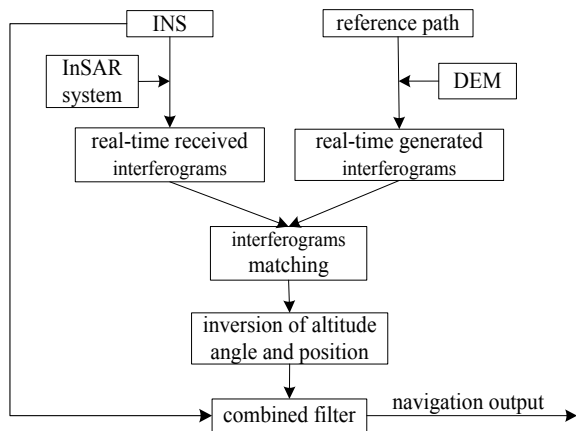 INS
reference path
InSAR
system
DEM
real-time received
interferograms
real-time generated
interferograms
interferograms
matching
inversion of altitude
angle and position
combined filter
navigation output